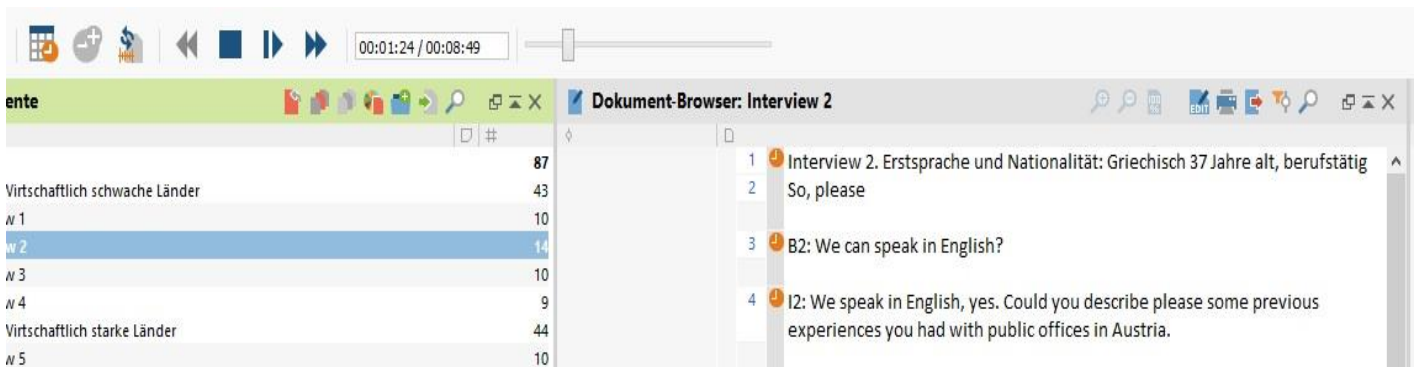 00:01:24 / 00:08:49
ente
Dokument-Browser: Interview 2
EDIT
100 %
#
87
Virtschaftlich schwache Länder 43
w 1 10
w 2 14
w 3 10
w 4 9
Virtschaftlich starke Länder 44
w 5 10
1 Interview 2. Erstsprache und Nationalität: Griechisch 37 Jahre alt, berufstätig
2 So, please
3 B2: We can speak in English?
4 I2: We speak in English, yes. Could you describe please some previous
experiences you had with public offices in Austria.